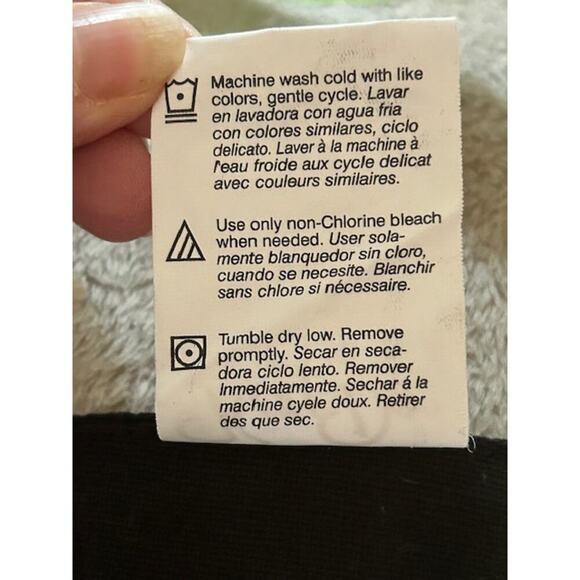 Machine wash cold with like
colors, gentle cycle. Lavar
en lavadora con agua fria
con colores similares, ciclo
delicato. Laver à la machine à
l'eau froide aux cycle delicat
avec couleurs similaires.
Use only non-Chlorine bleach
when needed. User sola-
mente blanquedor sin cloro,
cuando se necesite. Blanchir
sans chlore si nécessaire.
Tumble dry low. Remove
promptly. Secar en seca-
dora ciclo lento. Remover
Inmediatamente. Sechar á la
machine cyele doux. Retirer
des que sec.